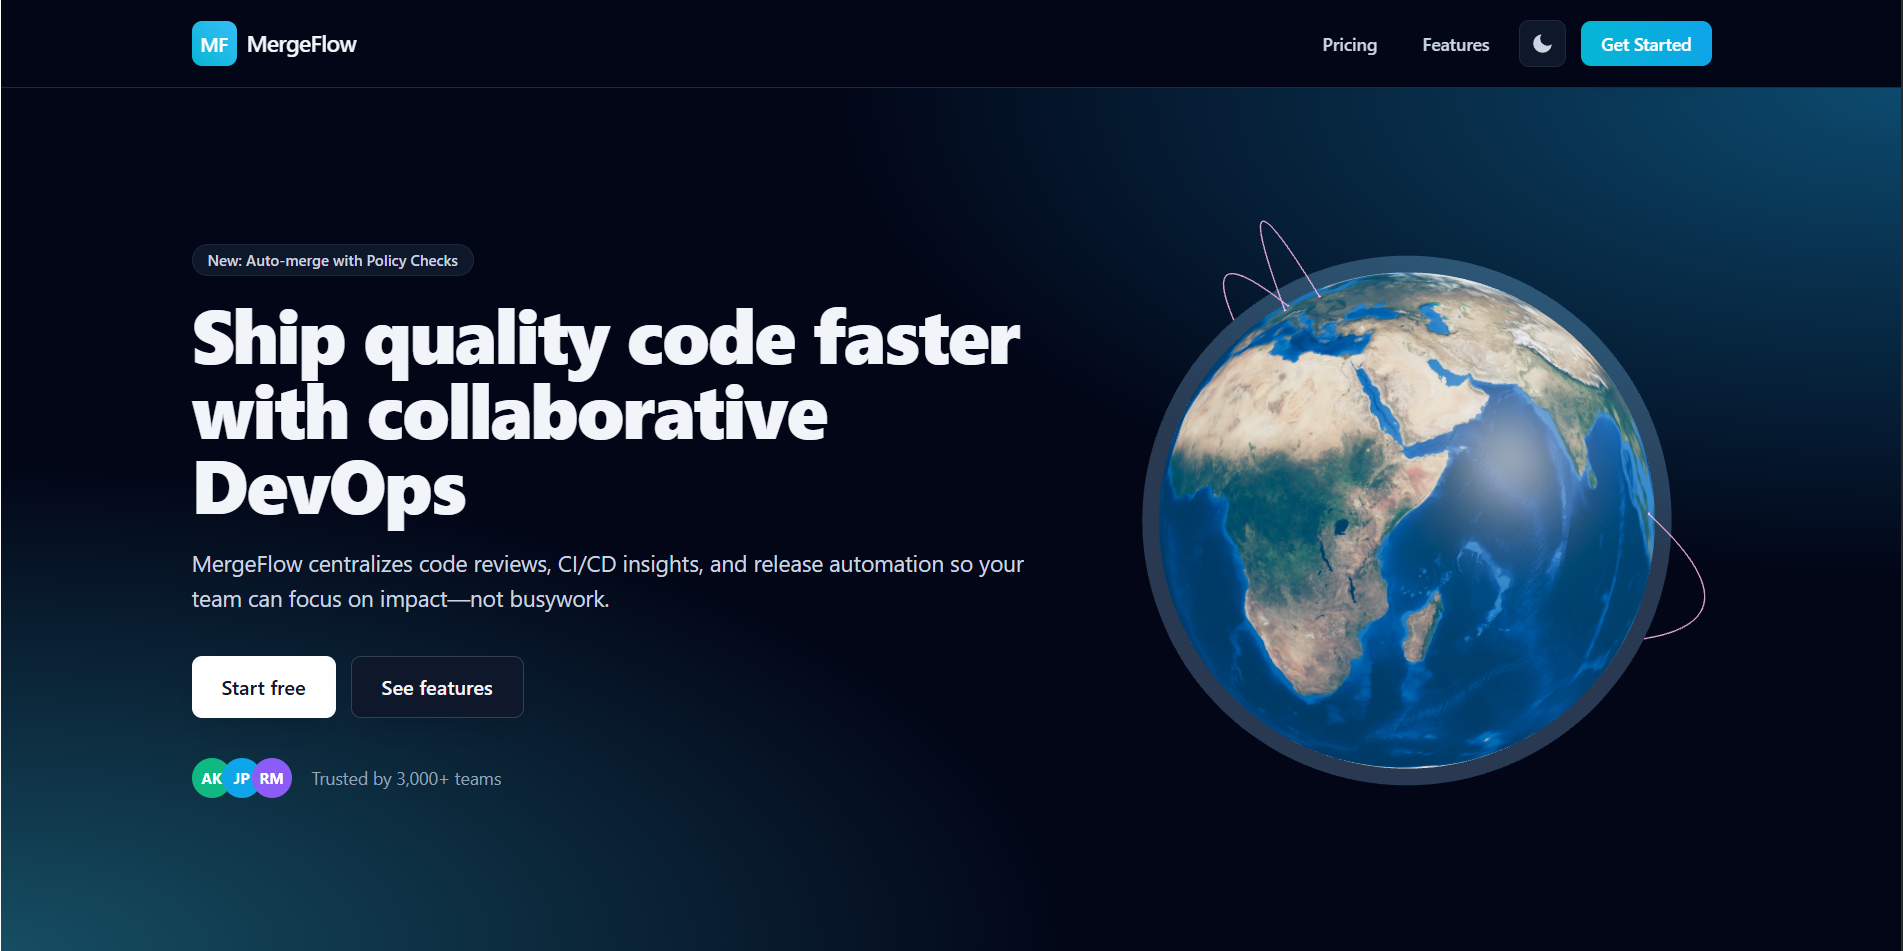 MF MergeFlow
Pricing Features Get Started
New: Auto-merge with Policy Checks
Ship quality code faster
with collaborative
DevOps
MergeFlow centralizes code reviews, CI/CD insights, and release automation so your
team can focus on impact—not busywork.
Start free See features
AK JP RM Trusted by 3,000+ teams